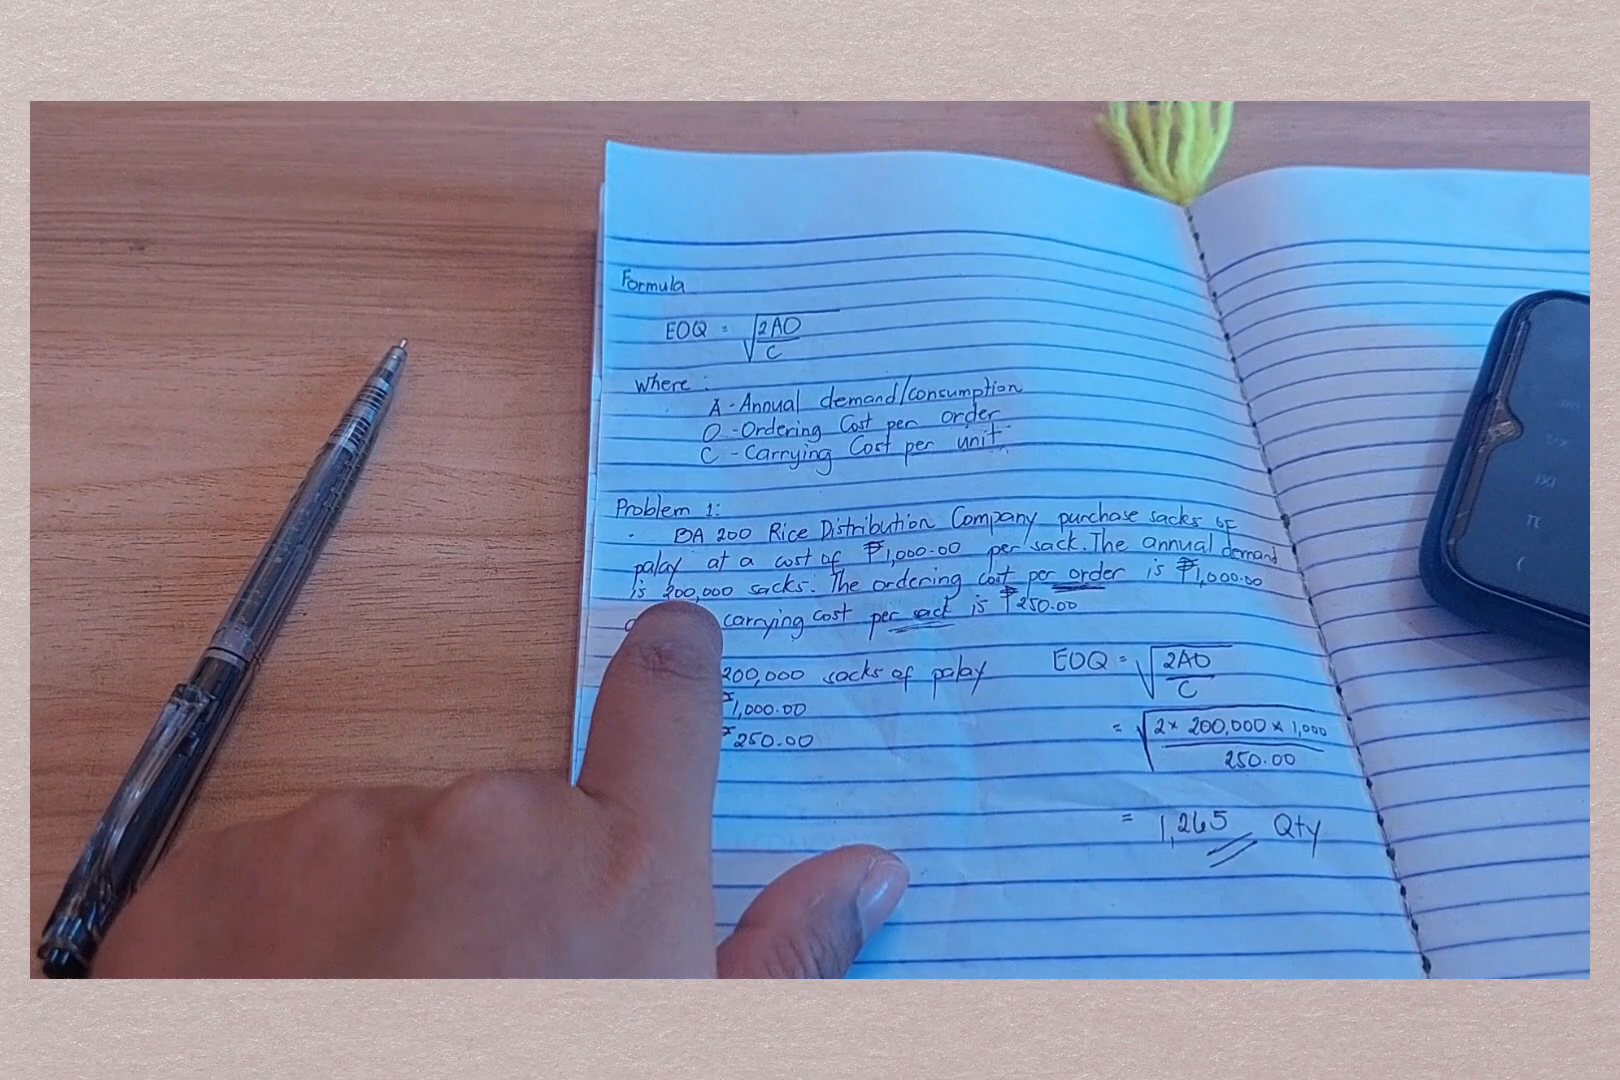 Formula
EOQ = √2AO
C
Where :
A - Annual demand/consumption
O - Ordering Cost per order
C - Carrying Cost per unit
Problem 1:
BA 200 Rice Distribution Company purchase sacks of
palay at a cost of ₱1,000.00 per sack. The annual demand
is 200,000 sacks. The ordering cost per order is ₱1,000.00
carrying cost per sack is ₱250.00
200,000 sacks of palay
1,000.00
250.00
EOQ = √2AO
C
= √2 x 200,000 x 1,000
250.00
= 1,265 Qty
π
(